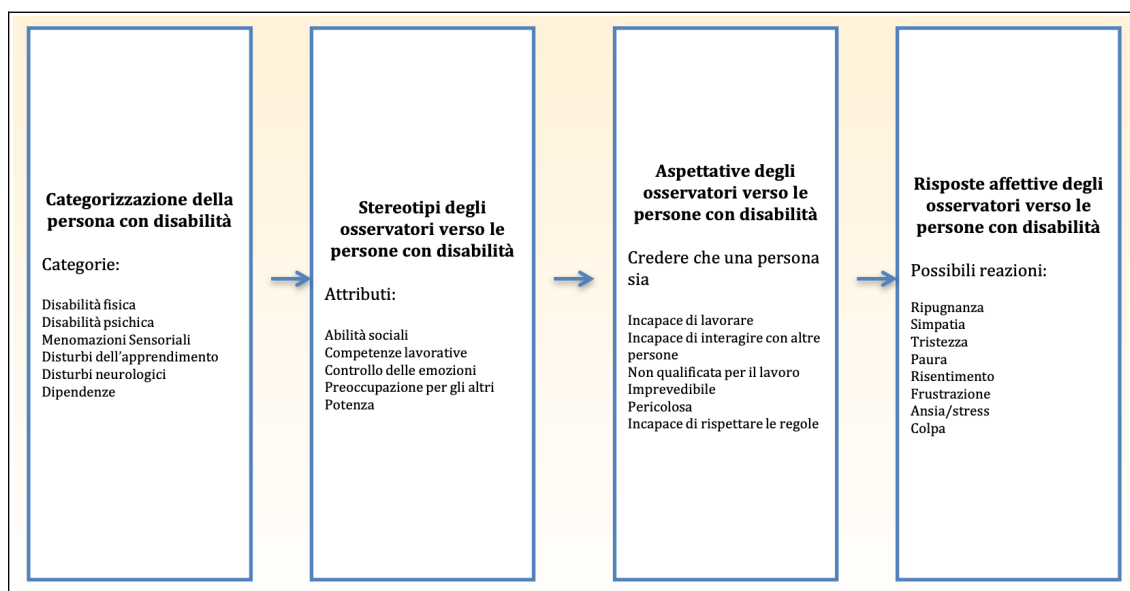 Categorizzazione della
persona con disabilità
Categorie:
Disabilità fisica
Disabilità psichica
Menomazioni Sensoriali
Disturbi dell'apprendimento
Disturbi neurologici
Dipendenze
Stereotipi degli
osservatori verso le
persone con disabilità
Attributi:
Abilità sociali
Competenze lavorative
Controllo delle emozioni
Preoccupazione per gli altri
Potenza
Aspettative degli
osservatori verso le
persone con disabilità
Credere che una persona
sia
Incapace di lavorare
Incapace di interagire con altre
persone
Non qualificata per il lavoro
Imprevedibile
Pericolosa
Incapace di rispettare le regole
Risposte affettive degli
osservatori verso le
persone con disabilità
Possibili reazioni:
Ripugnanza
Simpatia
Tristezza
Paura
Risentimento
Frustrazione
Ansia/stress
Colpa